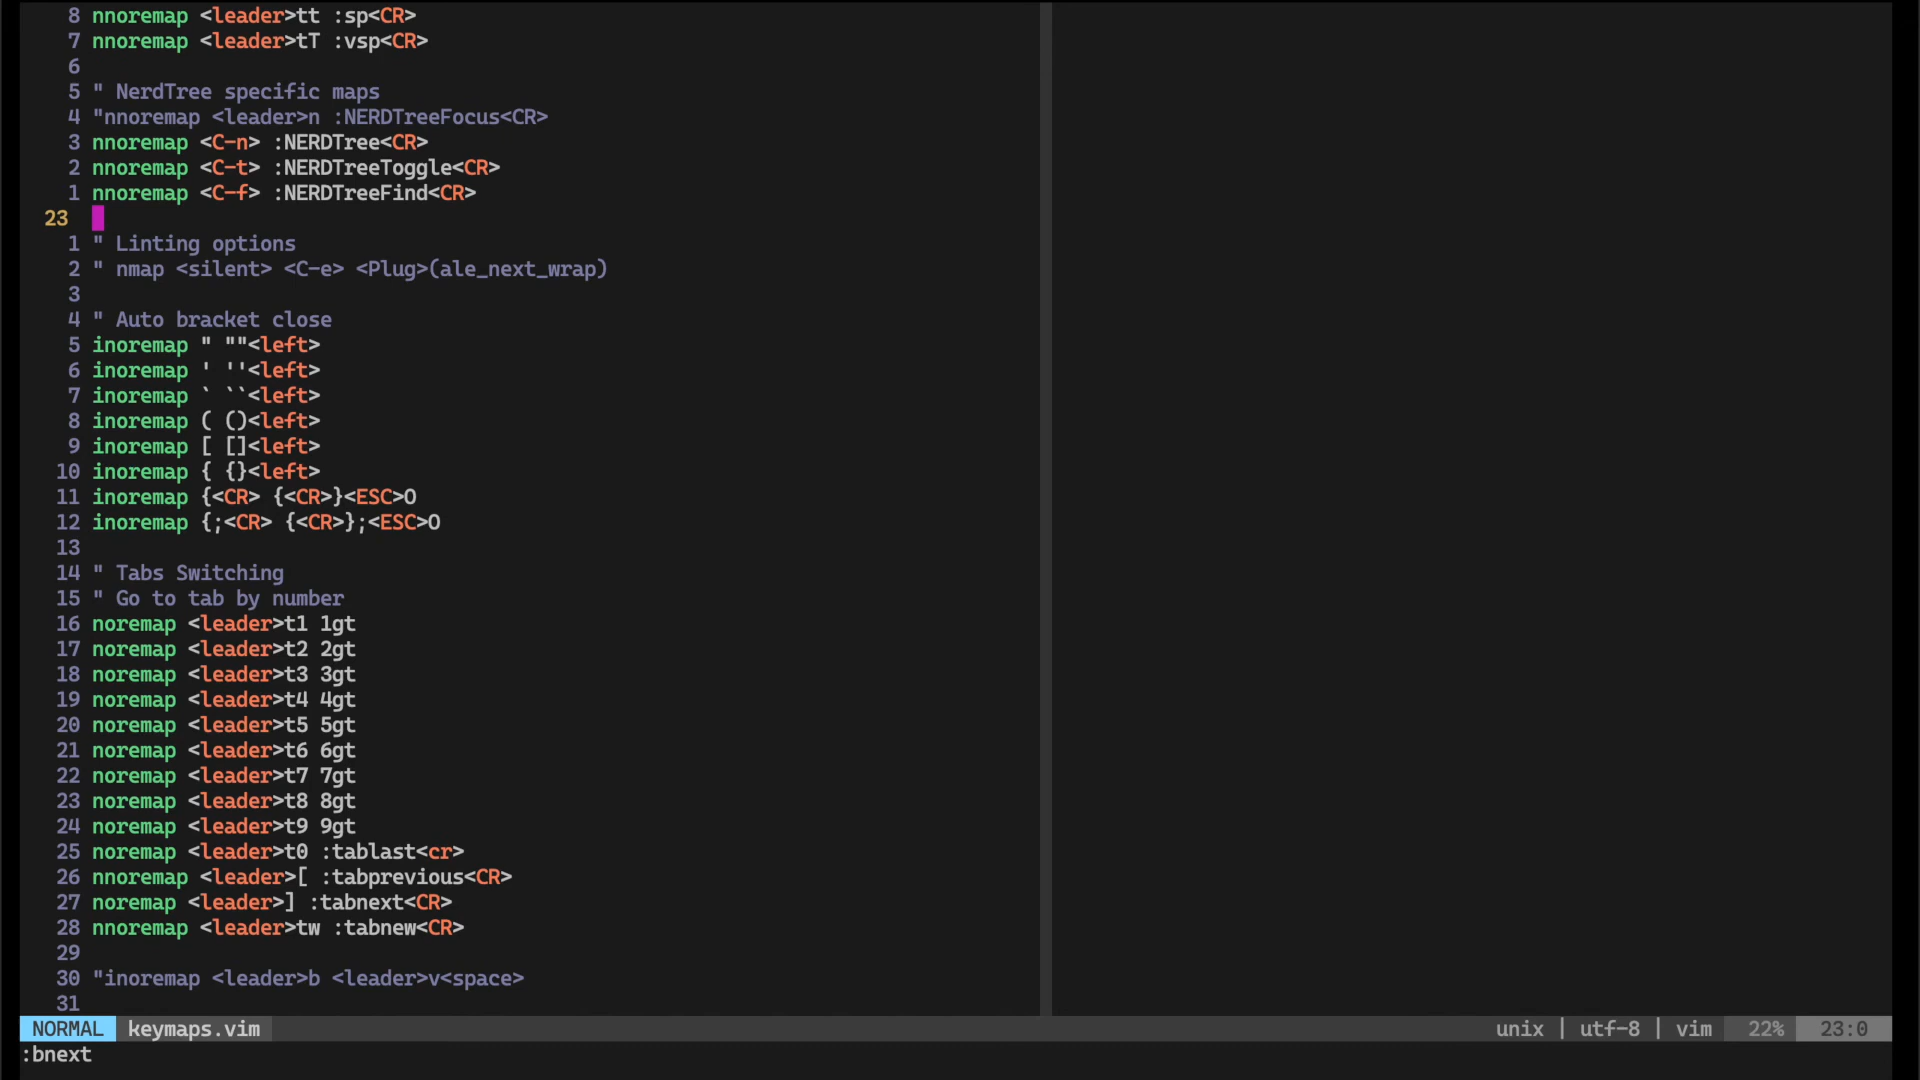 8 nnoremap <leader>tt :sp<CR>
7 nnoremap <leader>tT :vsp<CR>
6
5 " NerdTree specific maps
4 "nnoremap <leader>n :NERDTreeFocus<CR>
3 nnoremap <C-n> :NERDTree<CR>
2 nnoremap <C-t> :NERDTreeToggle<CR>
1 nnoremap <C-f> :NERDTreeFind<CR>
23
1 " Linting options
2 " nmap <silent> <C-e> <Plug>(ale_next_wrap)
3
4 " Auto bracket close
5 inoremap " ""<left>
6 inoremap ' ''<left>
7 inoremap ` ``<left>
8 inoremap ( ()<left>
9 inoremap [ []<left>
10 inoremap { {}<left>
11 inoremap {<CR> {<CR>}<ESC>O
12 inoremap {;<CR> {<CR>};<ESC>O
13
14 " Tabs Switching
15 " Go to tab by number
16 noremap <leader>t1 1gt
17 noremap <leader>t2 2gt
18 noremap <leader>t3 3gt
19 noremap <leader>t4 4gt
20 noremap <leader>t5 5gt
21 noremap <leader>t6 6gt
22 noremap <leader>t7 7gt
23 noremap <leader>t8 8gt
24 noremap <leader>t9 9gt
25 noremap <leader>t0 :tablast<cr>
26 nnoremap <leader>[ :tabprevious<CR>
27 noremap <leader>] :tabnext<CR>
28 nnoremap <leader>tw :tabnew<CR>
29
30 "inoremap <leader>b <leader>v<space>
31
NORMAL keymaps.vim unix | utf-8 | vim 22% 23:0
:bnext